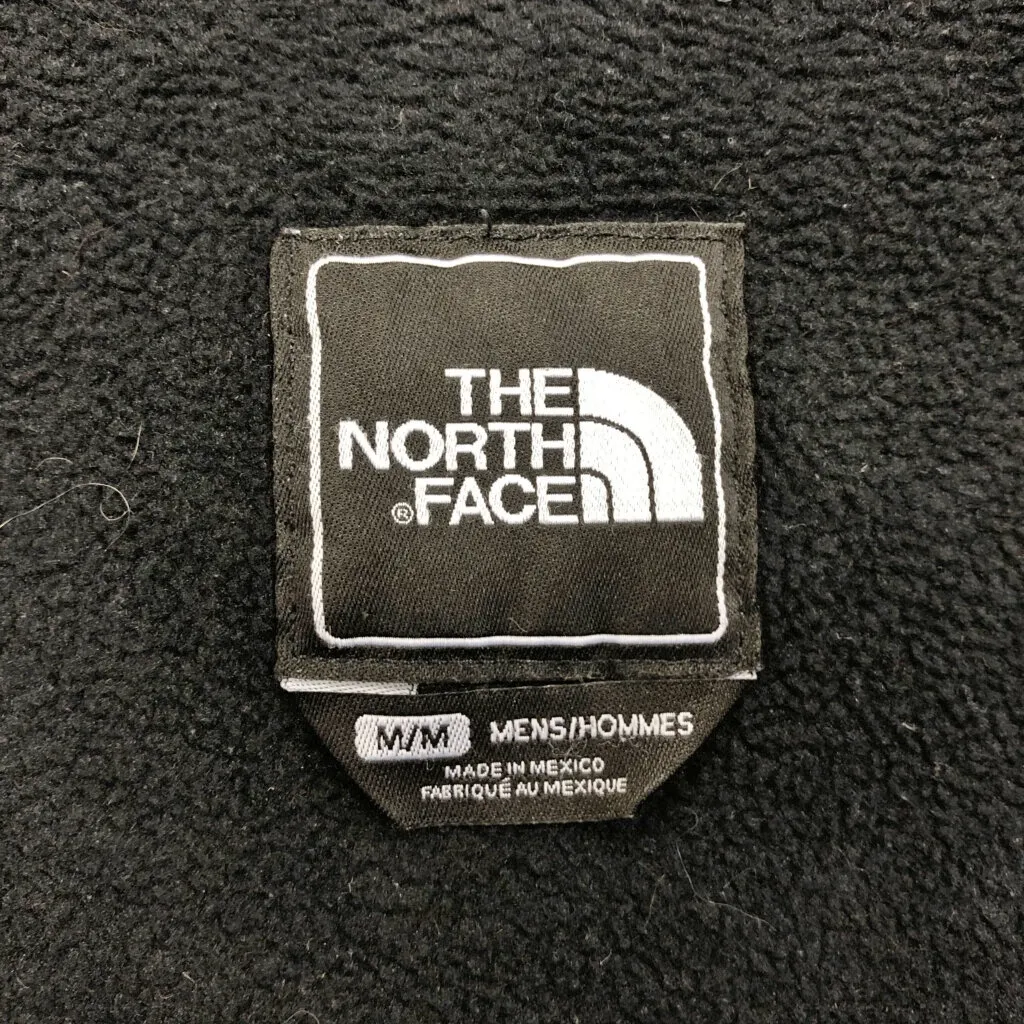 THE
NORTH
®FACE
M/M MENS/HOMMES
MADE IN MEXICO
FABRIQUÉ AU MEXIQUE